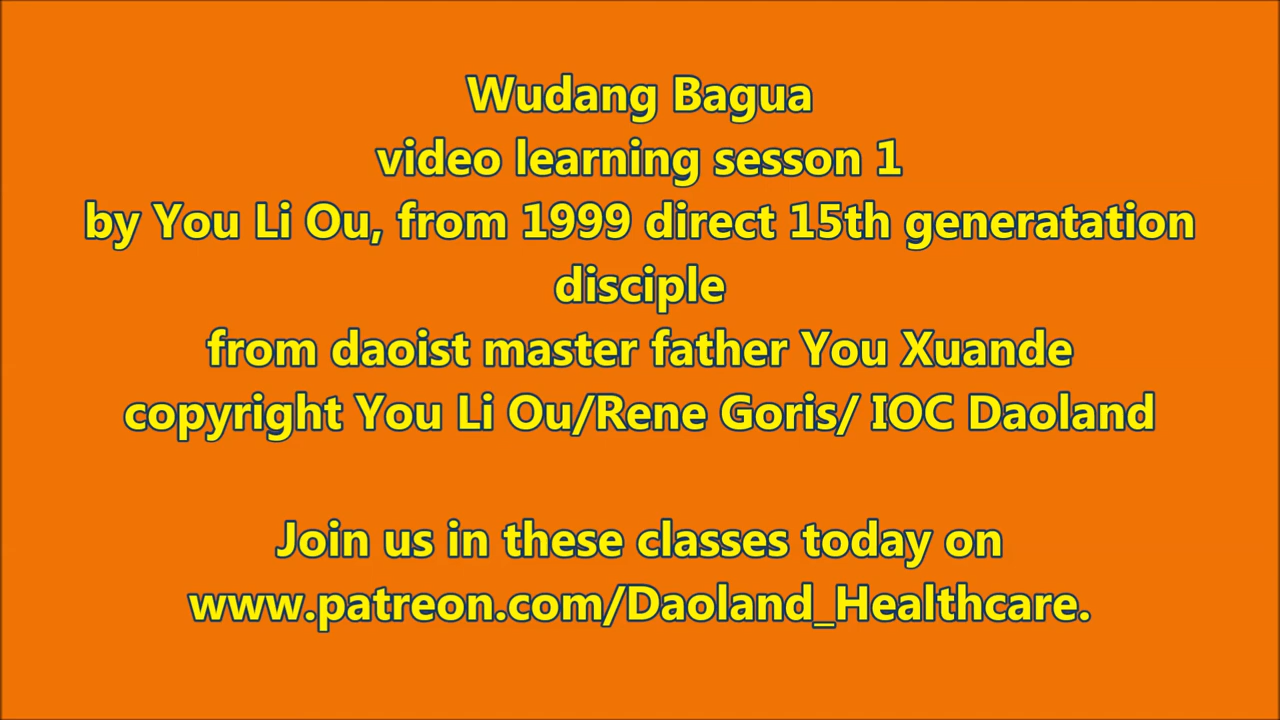 Wudang Bagua
video learning sesson 1
by You Li Ou, from 1999 direct 15th generatation
disciple
from daoist master father You Xuande
copyright You Li Ou/Rene Goris/ IOC Daoland
Join us in these classes today on
www.patreon.com/Daoland_Healthcare.